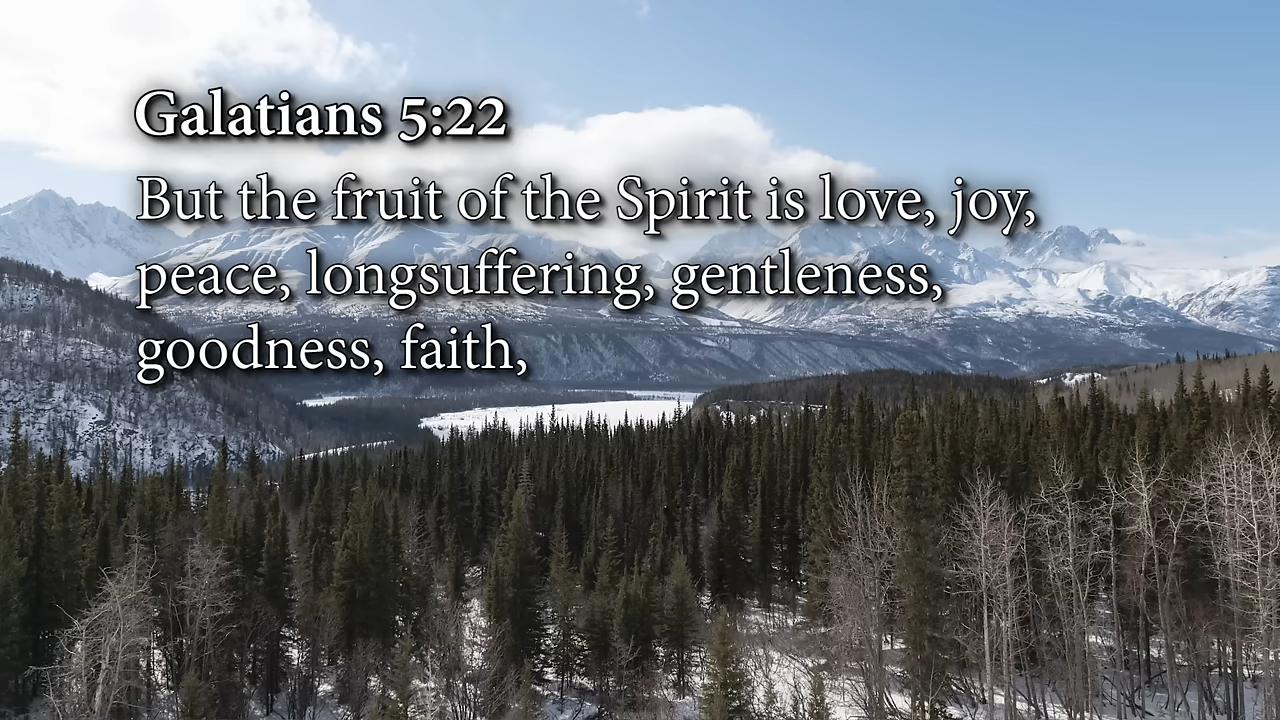 Galatians 5:22
But the fruit of the Spirit is love, joy,
peace, longsuffering, gentleness,
goodness, faith,